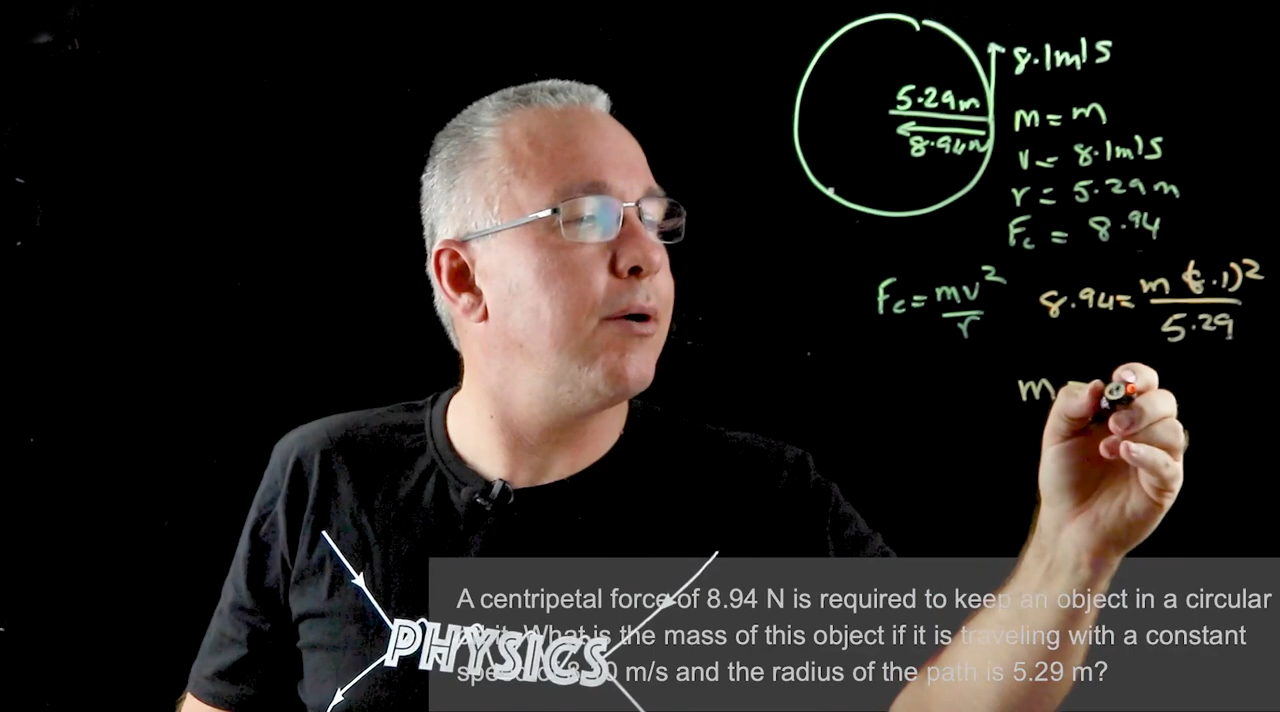 8.1m/s
5.29m
8.94N
m = m
v = 8.1m/s
r = 5.29m
Fc = 8.94
Fc = mv²/r
8.94 = m(8.1)²/5.29
m =
A centripetal force of 8.94 N is required to keep an object in a circular
What is the mass of this object if it is traveling with a constant
m/s and the radius of the path is 5.29 m?
PHYSICS